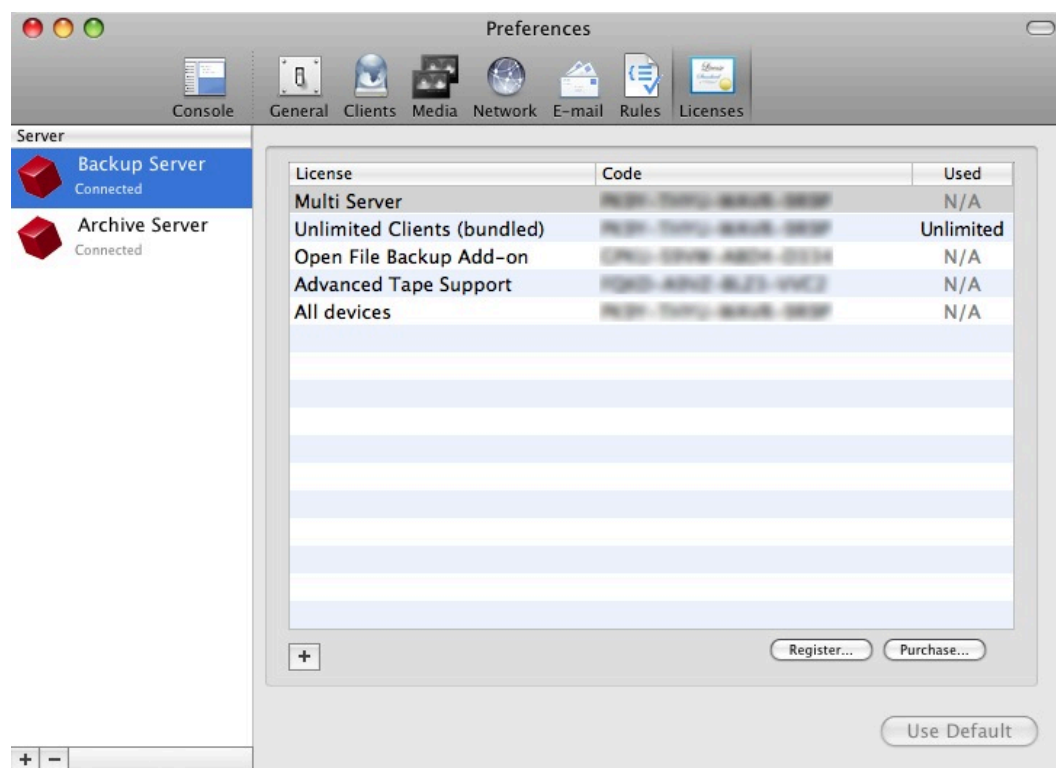 Preferences
Console General Clients Media Network E-mail Rules Licenses
Server
Backup Server
Connected
Archive Server
Connected
License Code Used
Multi Server N/A
Unlimited Clients (bundled) Unlimited
Open File Backup Add-on N/A
Advanced Tape Support N/A
All devices N/A
+ Register... Purchase...
Use Default
+ −